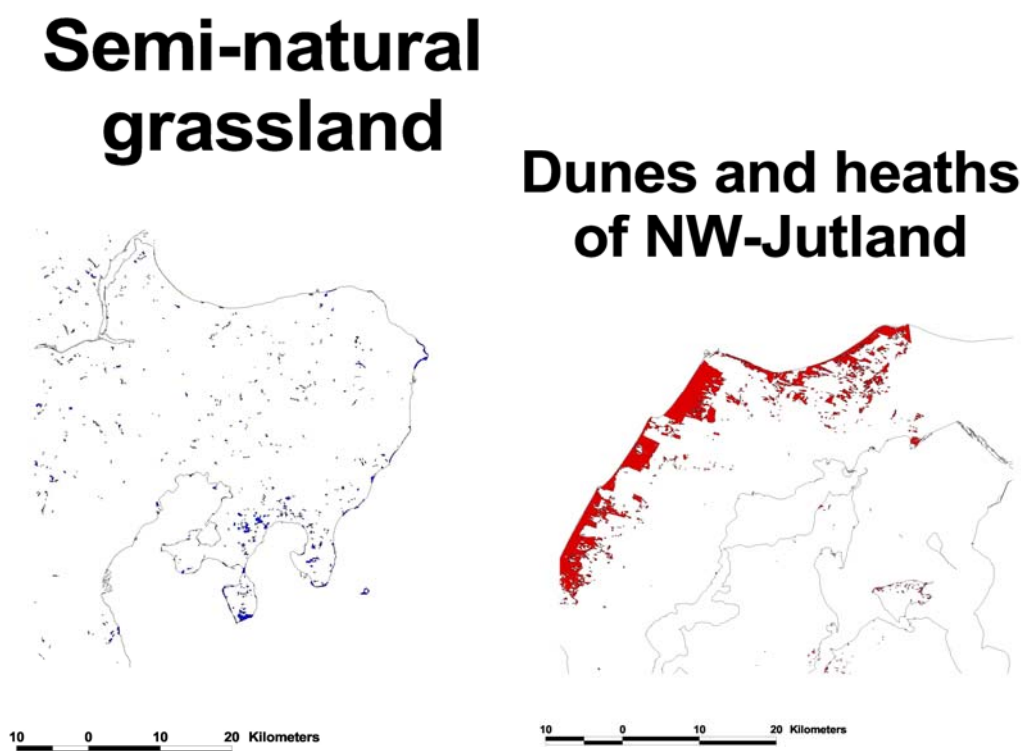 Semi-natural
grassland
Dunes and heaths
of NW-Jutland
10 0 10 20 Kilometers
10 0 10 20 Kilometers